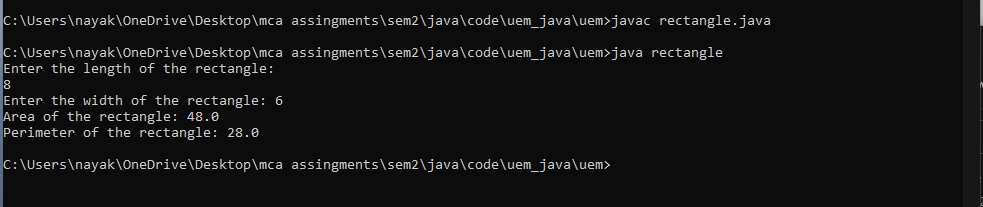 C:\Users\nayak\OneDrive\Desktop\mca assingments\sem2\java\code\uem_java\uem>javac rectangle.java
C:\Users\nayak\OneDrive\Desktop\mca assingments\sem2\java\code\uem_java\uem>java rectangle
Enter the length of the rectangle:
8
Enter the width of the rectangle: 6
Area of the rectangle: 48.0
Perimeter of the rectangle: 28.0
C:\Users\nayak\OneDrive\Desktop\mca assingments\sem2\java\code\uem_java\uem>